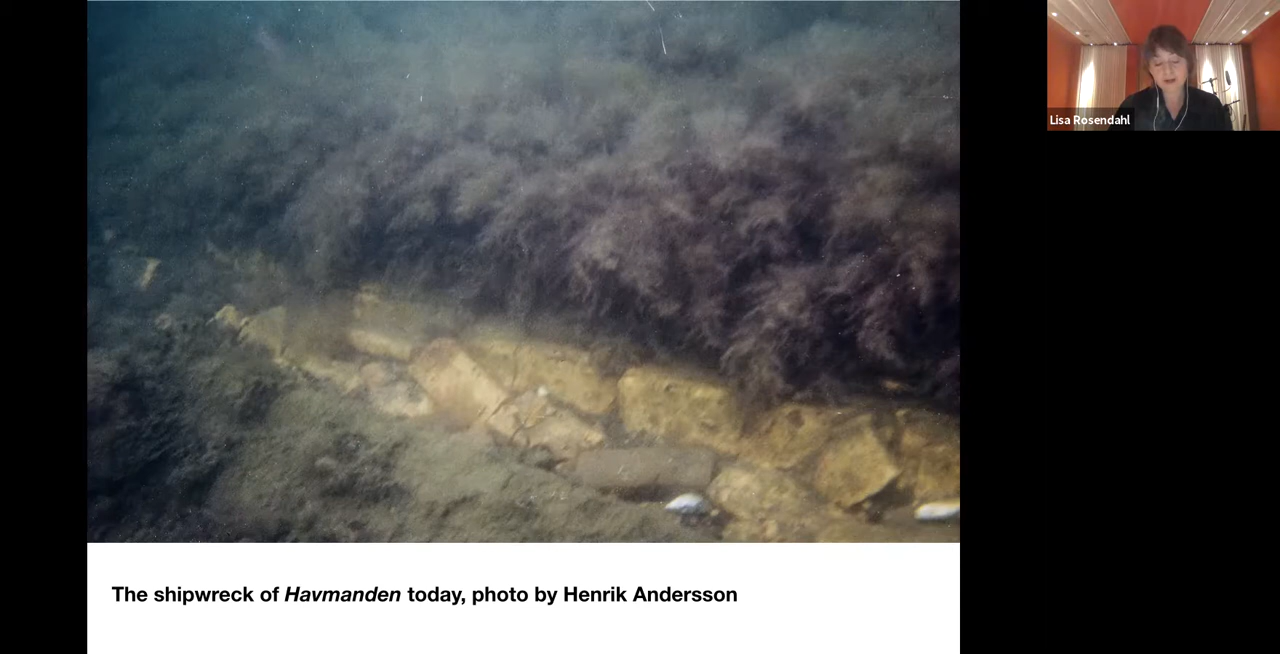 Lisa Rosendahl
The shipwreck of Havmanden today, photo by Henrik Andersson